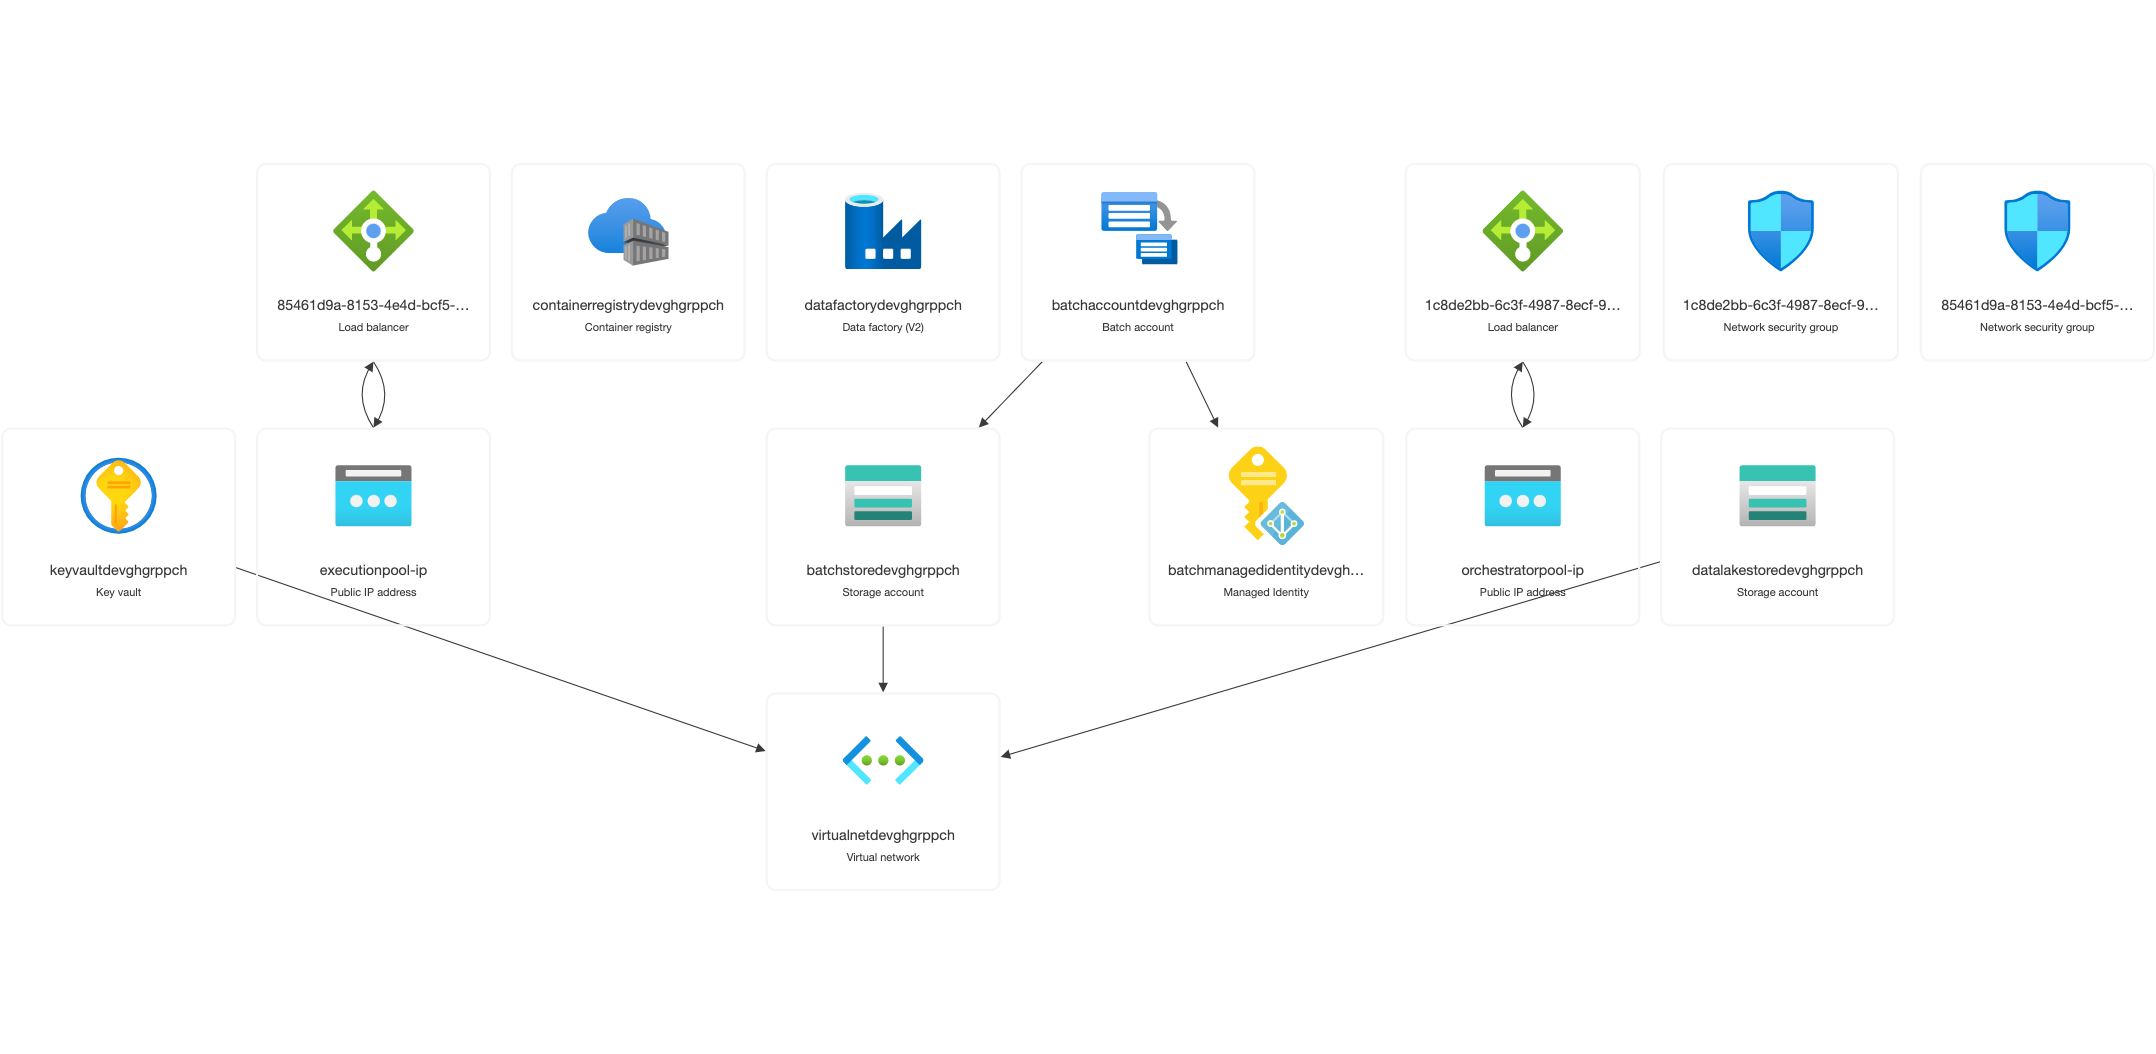 85461d9a-8153-4e4d-bcf5-...
Load balancer
containerregistrydevghgrppch
Container registry
datafactorydevghgrppch
Data factory (V2)
batchaccountdevghgrppch
Batch account
1c8de2bb-6c3f-4987-8ecf-9...
Load balancer
1c8de2bb-6c3f-4987-8ecf-9...
Network security group
85461d9a-8153-4e4d-bcf5-...
Network security group
keyvaultdevghgrppch
Key vault
executionpool-ip
Public IP address
batchstoredevghgrppch
Storage account
batchmanagedidentitydevgh...
Managed Identity
orchestratorpool-ip
Public IP address
datalakestoredevghgrppch
Storage account
virtualnetdevghgrppch
Virtual network